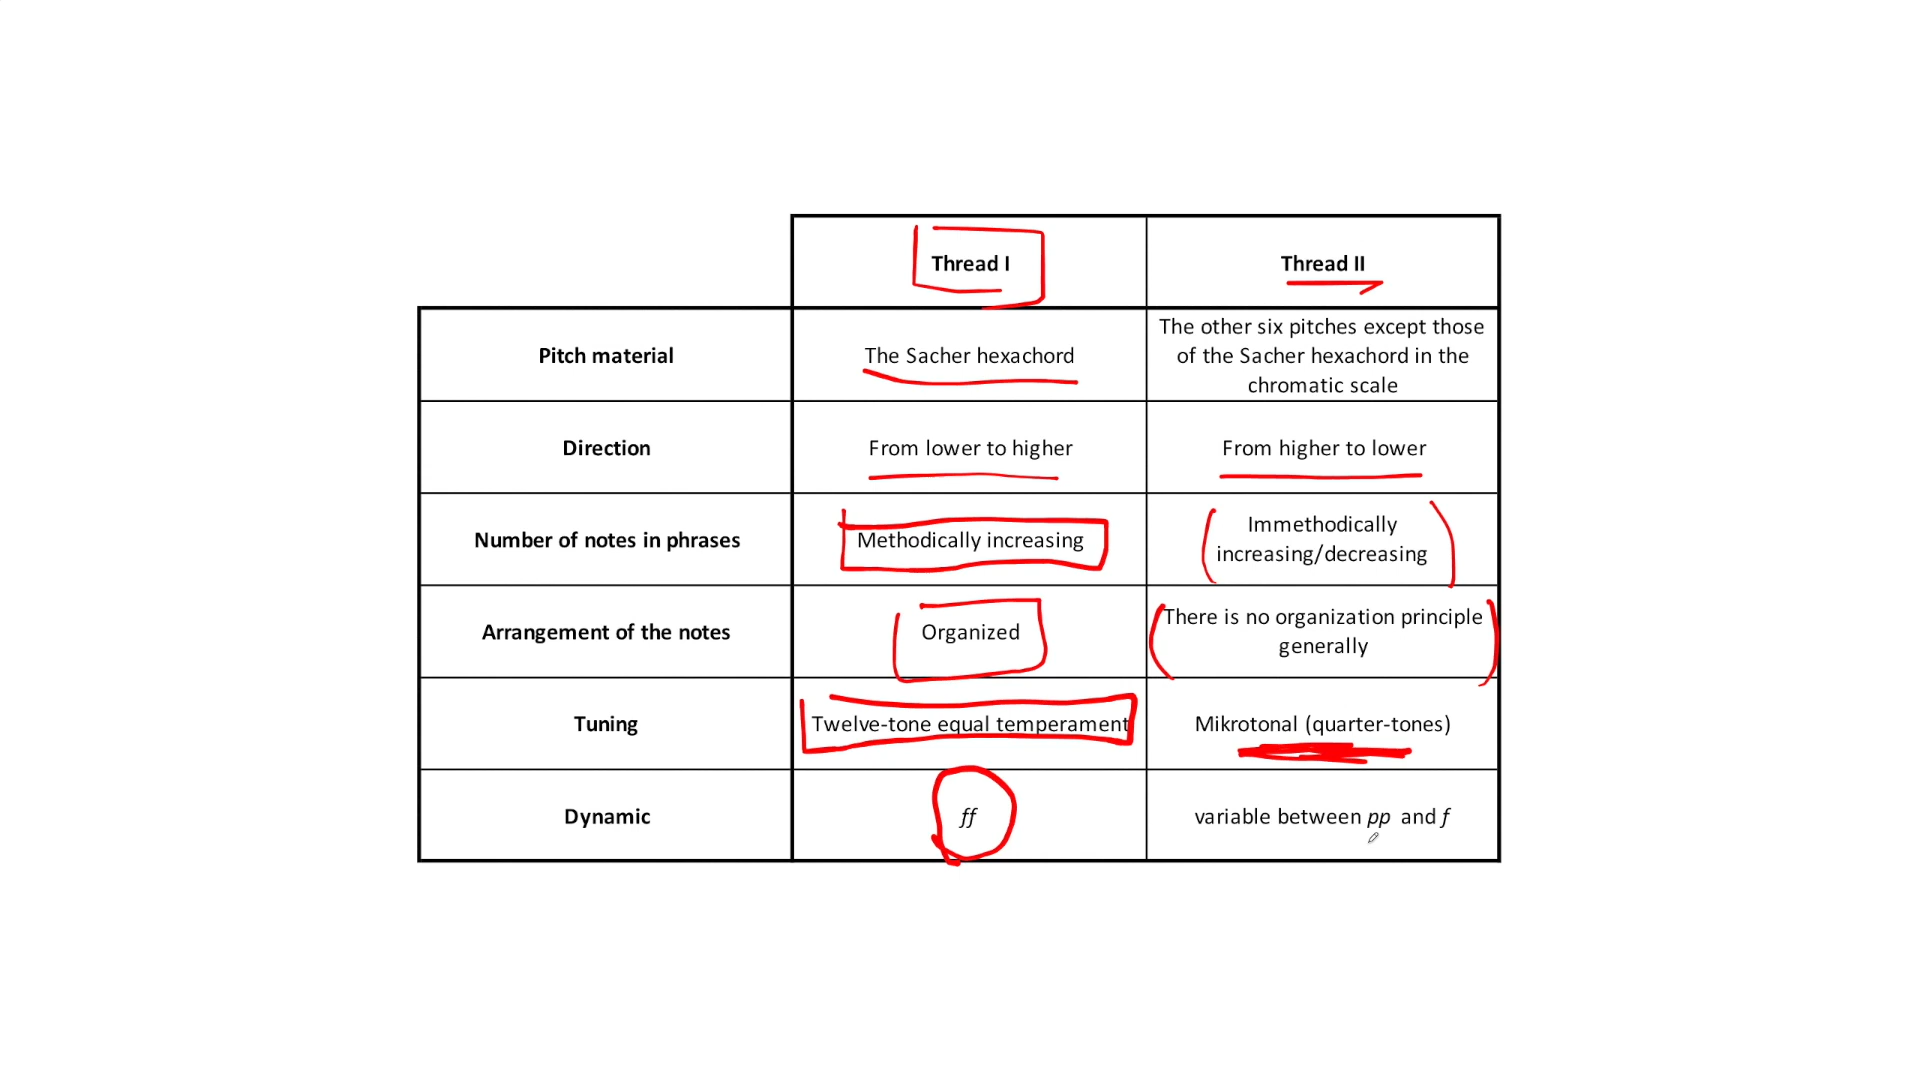 Thread I
Thread II
Pitch material
The Sacher hexachord
The other six pitches except those
of the Sacher hexachord in the
chromatic scale
Direction
From lower to higher
From higher to lower
Number of notes in phrases
Methodically increasing
Immethodically
increasing/decreasing
Arrangement of the notes
Organized
There is no organization principle
generally
Tuning
Twelve-tone equal temperament
Mikrotonal (quarter-tones)
Dynamic
ff
variable between pp and f